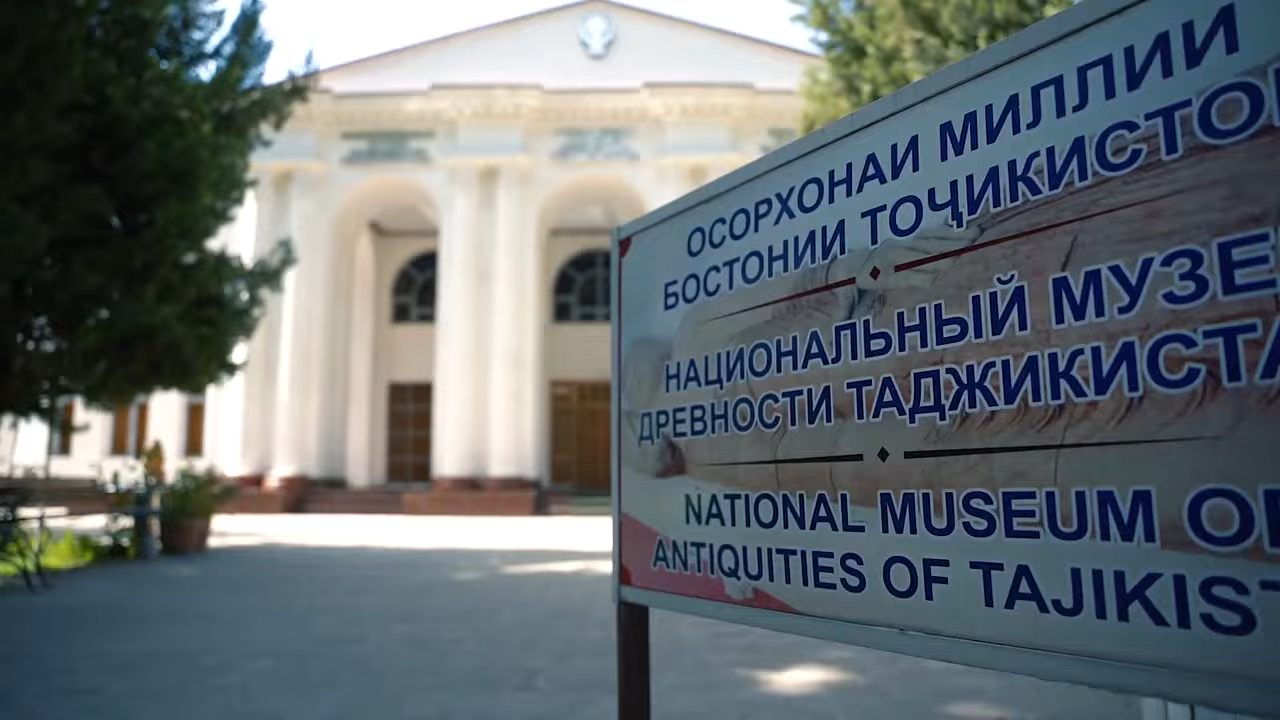 ОСОРХОНАИ МИЛЛИИ
БОСТОНИИ ТОҶИКИСТО
НАЦИОНАЛЬНЫЙ МУЗЕ
ДРЕВНОСТИ ТАДЖИКИСТА
NATIONAL MUSEUM O
ANTIQUITIES OF TAJIKIST